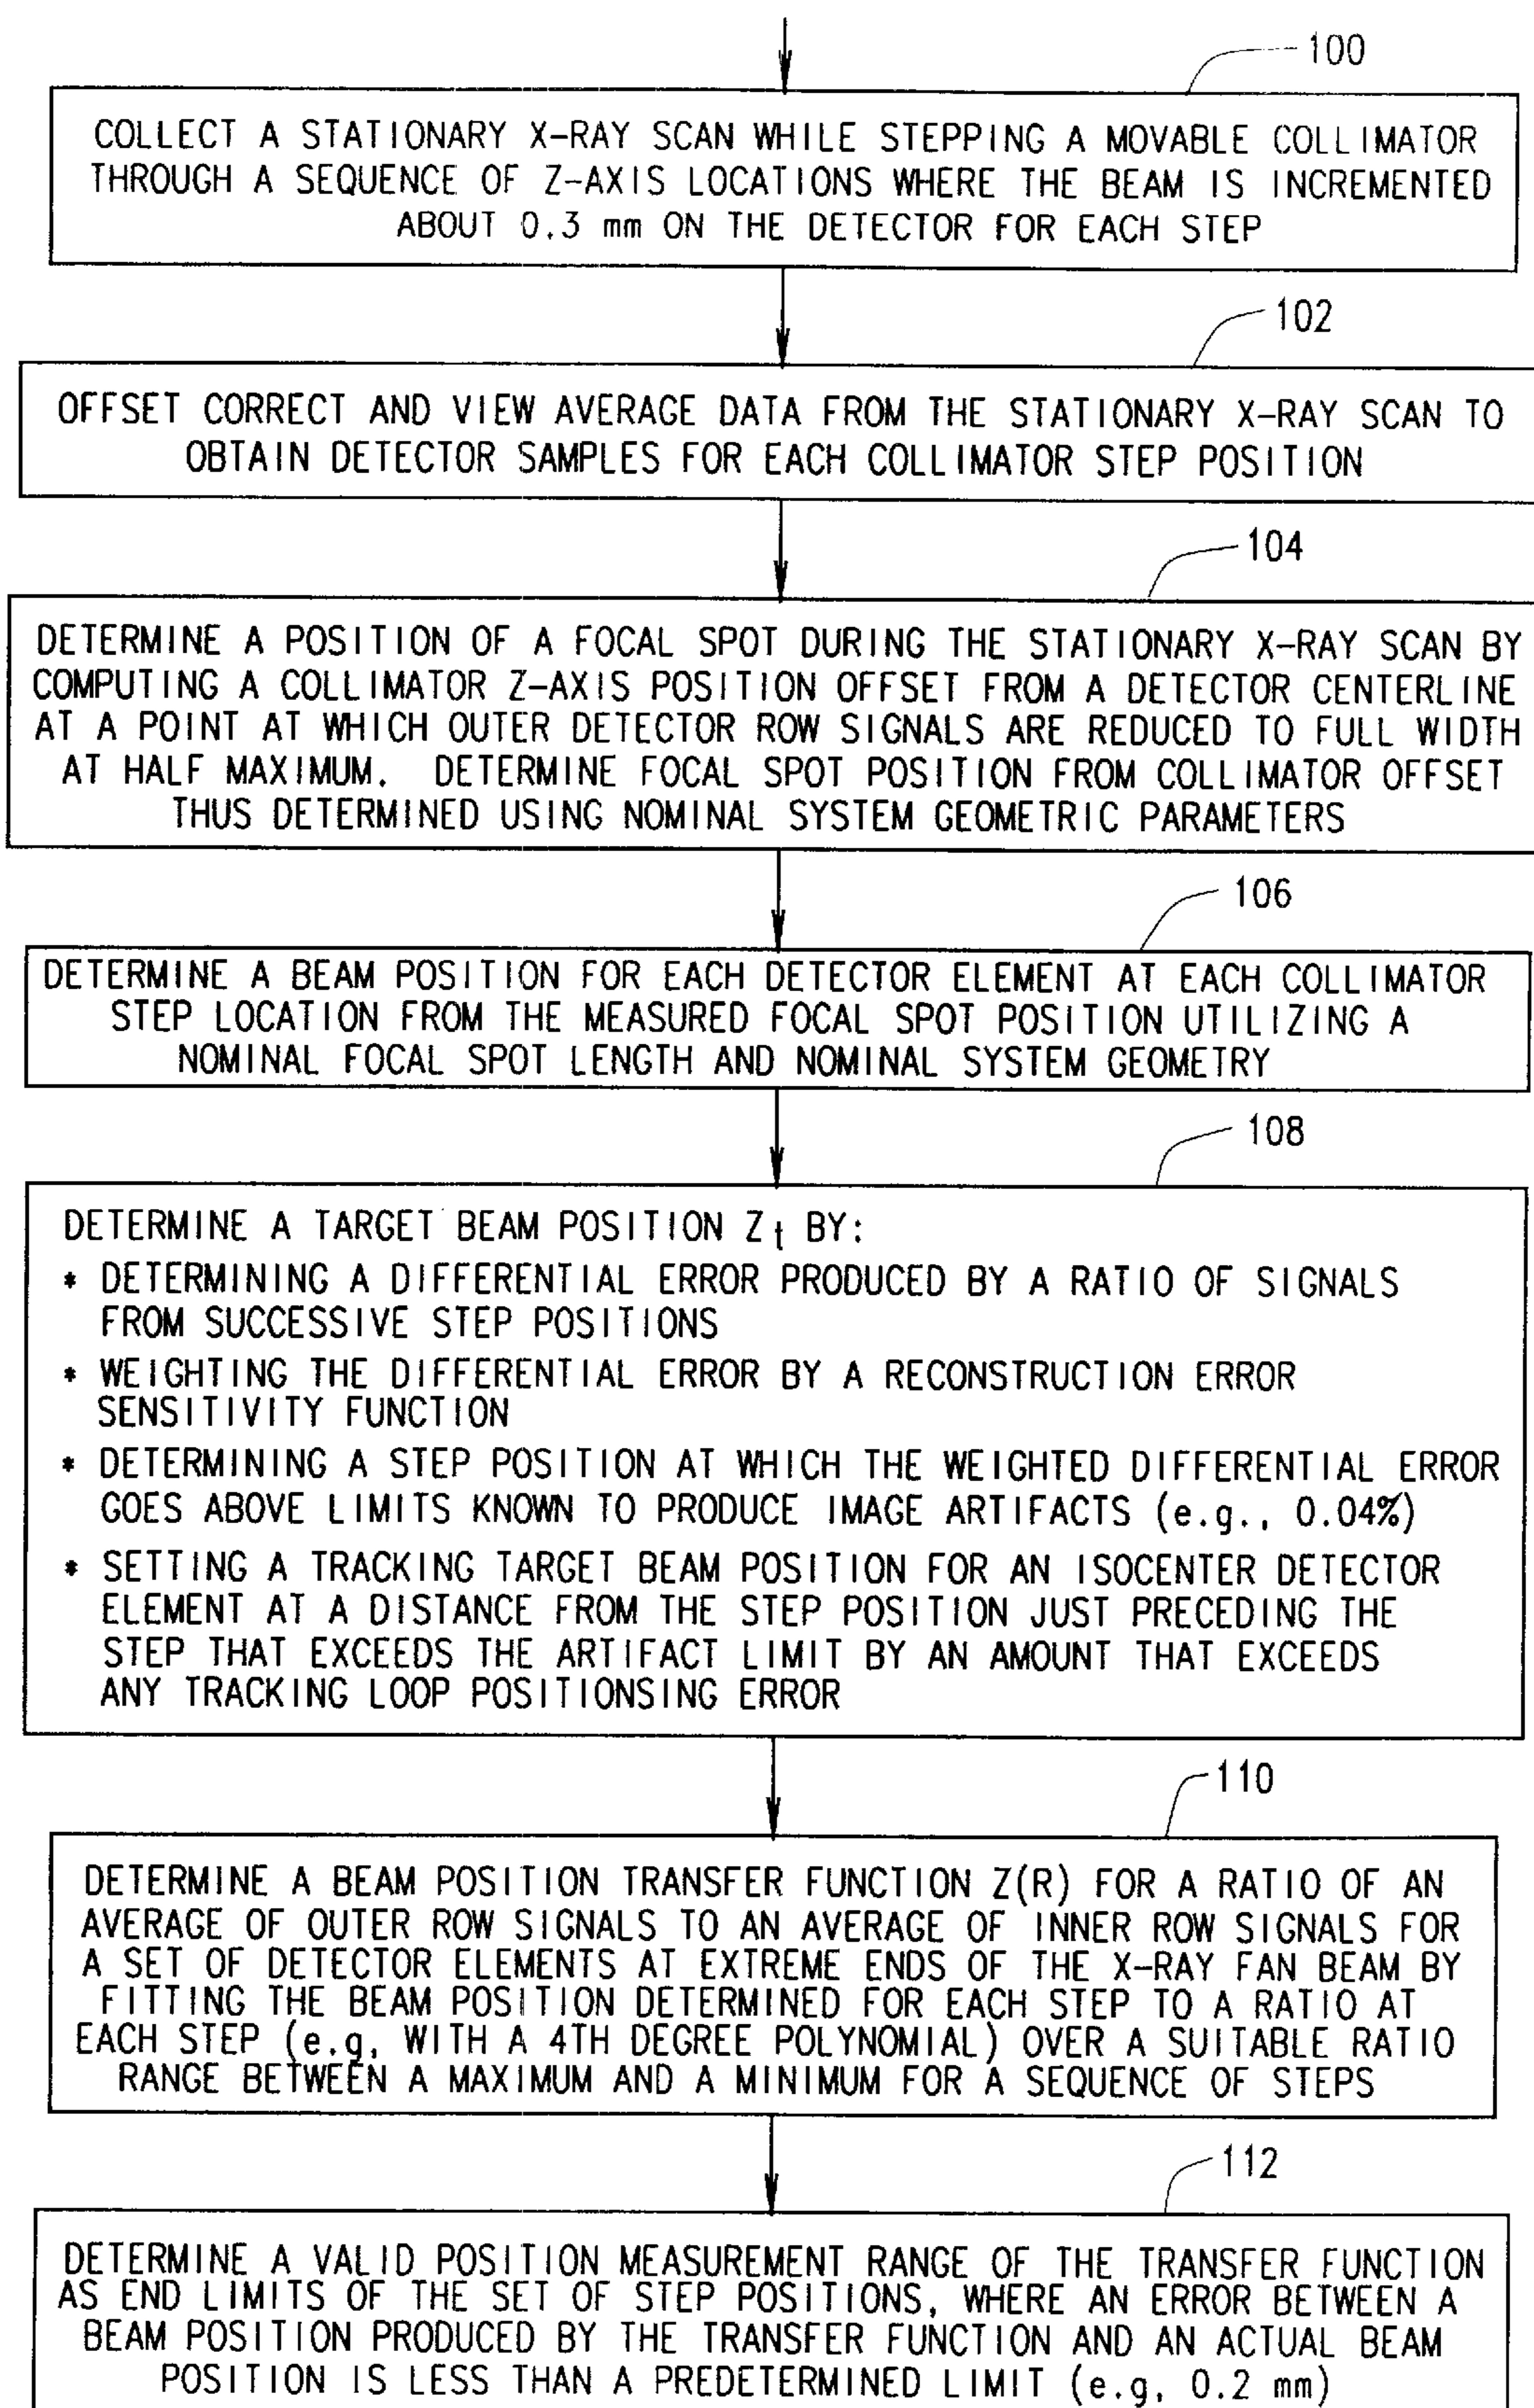 100
COLLECT A STATIONARY X-RAY SCAN WHILE STEPPING A MOVABLE COLLIMATOR
THROUGH A SEQUENCE OF Z-AXIS LOCATIONS WHERE THE BEAM IS INCREMENTED
ABOUT 0.3 mm ON THE DETECTOR FOR EACH STEP
102
OFFSET CORRECT AND VIEW AVERAGE DATA FROM THE STATIONARY X-RAY SCAN TO
OBTAIN DETECTOR SAMPLES FOR EACH COLLIMATOR STEP POSITION
104
DETERMINE A POSITION OF A FOCAL SPOT DURING THE STATIONARY X-RAY SCAN BY
COMPUTING A COLLIMATOR Z-AXIS POSITION OFFSET FROM A DETECTOR CENTERLINE
AT A POINT AT WHICH OUTER DETECTOR ROW SIGNALS ARE REDUCED TO FULL WIDTH
AT HALF MAXIMUM. DETERMINE FOCAL SPOT POSITION FROM COLLIMATOR OFFSET
THUS DETERMINED USING NOMINAL SYSTEM GEOMETRIC PARAMETERS
106
DETERMINE A BEAM POSITION FOR EACH DETECTOR ELEMENT AT EACH COLLIMATOR
STEP LOCATION FROM THE MEASURED FOCAL SPOT POSITION UTILIZING A
NOMINAL FOCAL SPOT LENGTH AND NOMINAL SYSTEM GEOMETRY
108
DETERMINE A TARGET BEAM POSITION Zt BY:
* DETERMINING A DIFFERENTIAL ERROR PRODUCED BY A RATIO OF SIGNALS
FROM SUCCESSIVE STEP POSITIONS
* WEIGHTING THE DIFFERENTIAL ERROR BY A RECONSTRUCTION ERROR
SENSITIVITY FUNCTION
* DETERMINING A STEP POSITION AT WHICH THE WEIGHTED DIFFERENTIAL ERROR
GOES ABOVE LIMITS KNOWN TO PRODUCE IMAGE ARTIFACTS (e.g., 0.04%)
* SETTING A TRACKING TARGET BEAM POSITION FOR AN ISOCENTER DETECTOR
ELEMENT AT A DISTANCE FROM THE STEP POSITION JUST PRECEDING THE
STEP THAT EXCEEDS THE ARTIFACT LIMIT BY AN AMOUNT THAT EXCEEDS
ANY TRACKING LOOP POSITIONSING ERROR
110
DETERMINE A BEAM POSITION TRANSFER FUNCTION Z(R) FOR A RATIO OF AN
AVERAGE OF OUTER ROW SIGNALS TO AN AVERAGE OF INNER ROW SIGNALS FOR
A SET OF DETECTOR ELEMENTS AT EXTREME ENDS OF THE X-RAY FAN BEAM BY
FITTING THE BEAM POSITION DETERMINED FOR EACH STEP TO A RATIO AT
EACH STEP (e.g, WITH A 4TH DEGREE POLYNOMIAL) OVER A SUITABLE RATIO
RANGE BETWEEN A MAXIMUM AND A MINIMUM FOR A SEQUENCE OF STEPS
112
DETERMINE A VALID POSITION MEASUREMENT RANGE OF THE TRANSFER FUNCTION
AS END LIMITS OF THE SET OF STEP POSITIONS, WHERE AN ERROR BETWEEN A
BEAM POSITION PRODUCED BY THE TRANSFER FUNCTION AND AN ACTUAL BEAM
POSITION IS LESS THAN A PREDETERMINED LIMIT (e.g, 0.2 mm)